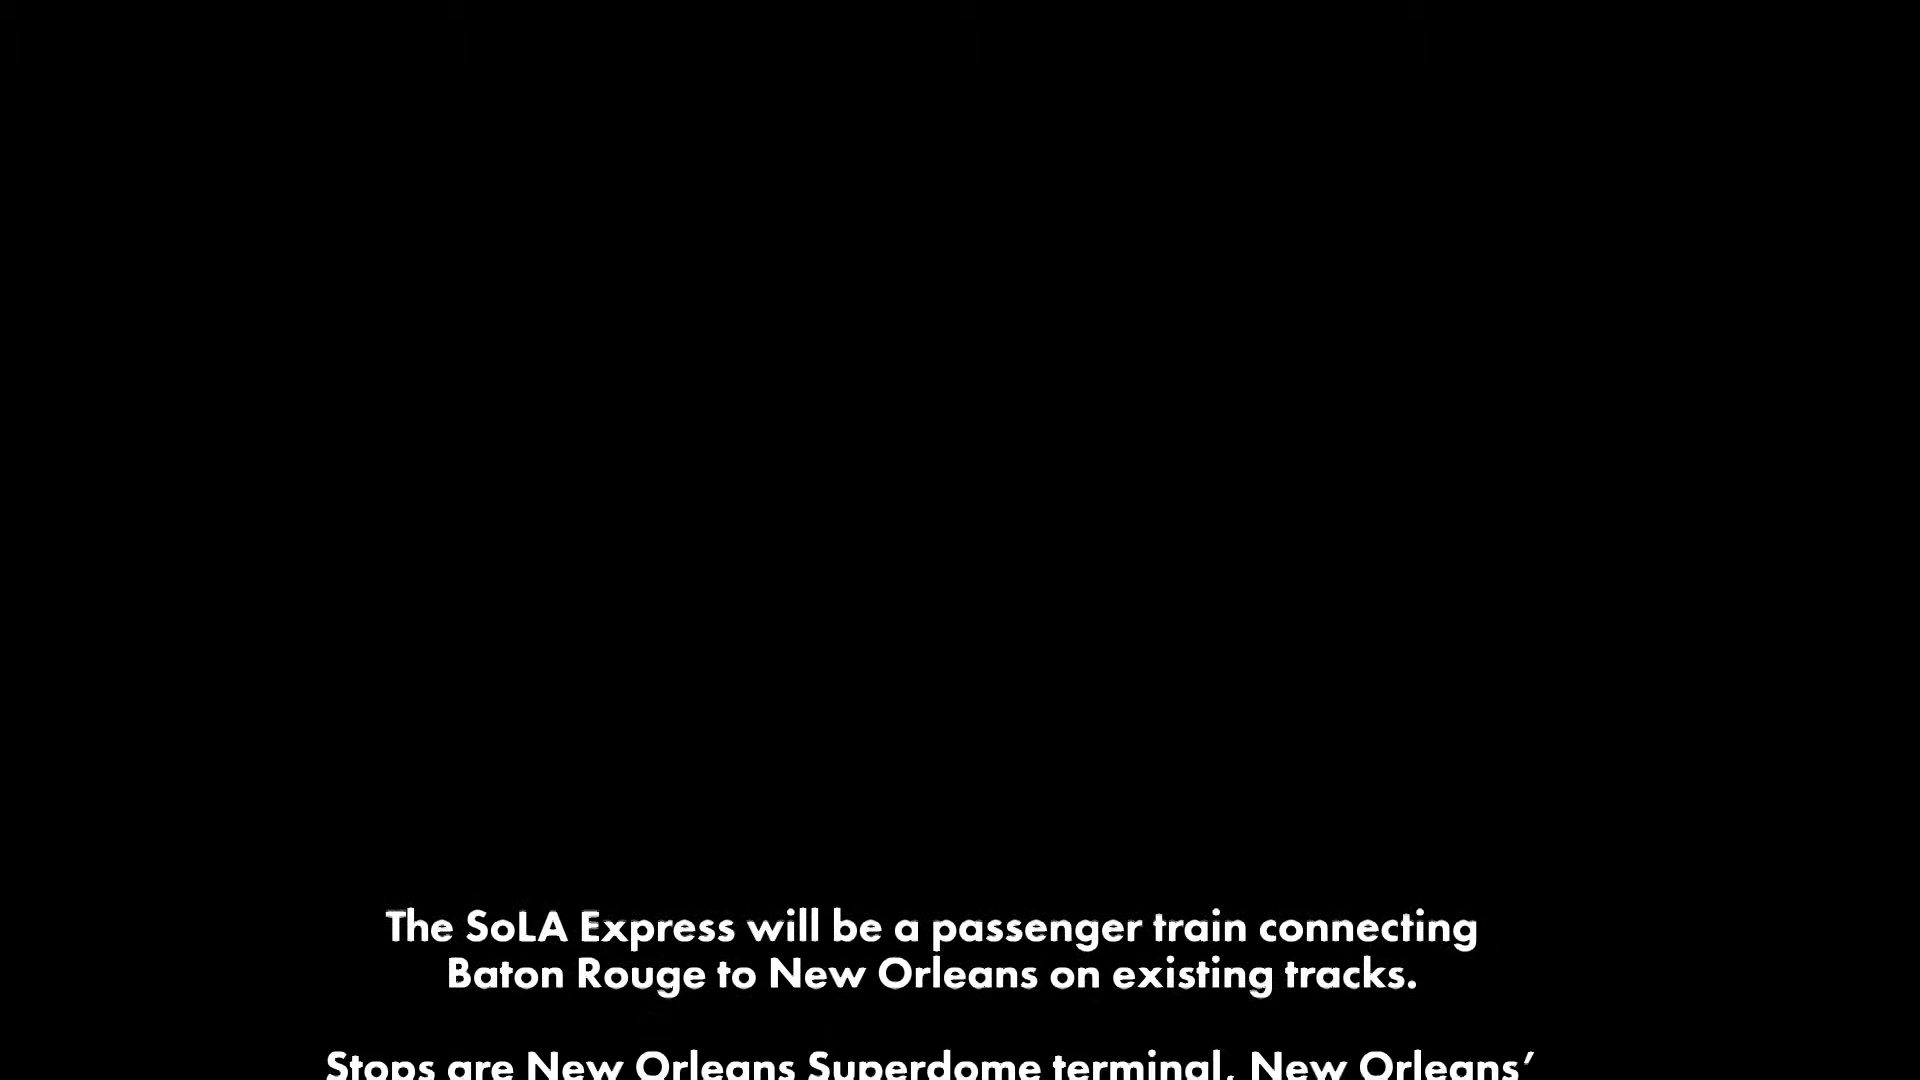 The SoLA Express will be a passenger train connecting
Baton Rouge to New Orleans on existing tracks.
Stops are New Orleans Superdome terminal, New Orleans’